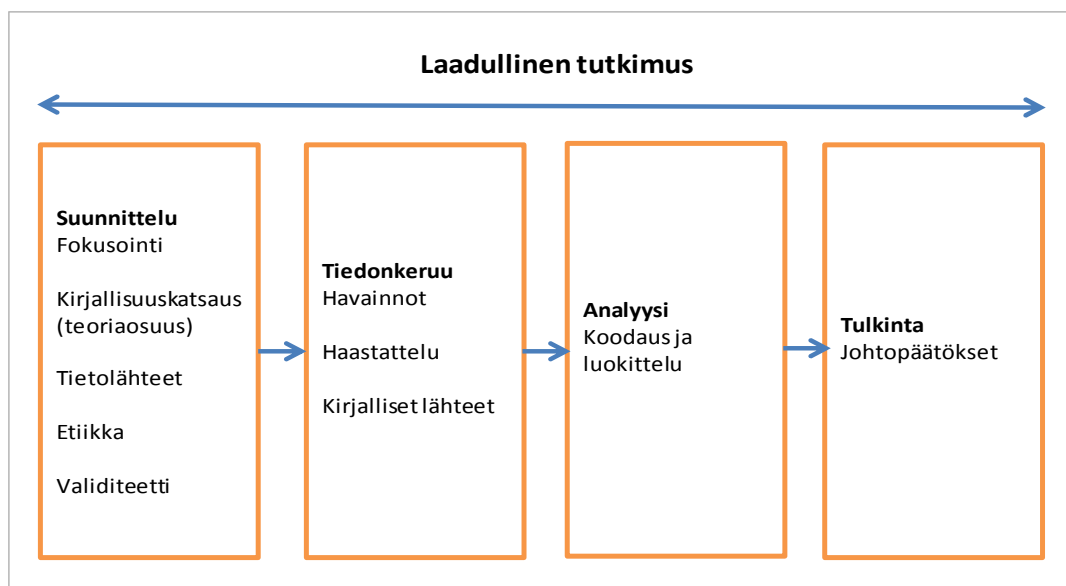 Laadullinen tutkimus
Suunnittelu
Fokusointi
Kirjallisuuskatsaus
(teoriaosuus)
Tietolähteet
Etiikka
Validiteetti
Tiedonkeruu
Havainnot
Haastattelu
Kirjalliset lähteet
Analyysi
Koodaus ja
luokittelu
Tulkinta
Johtopäätökset